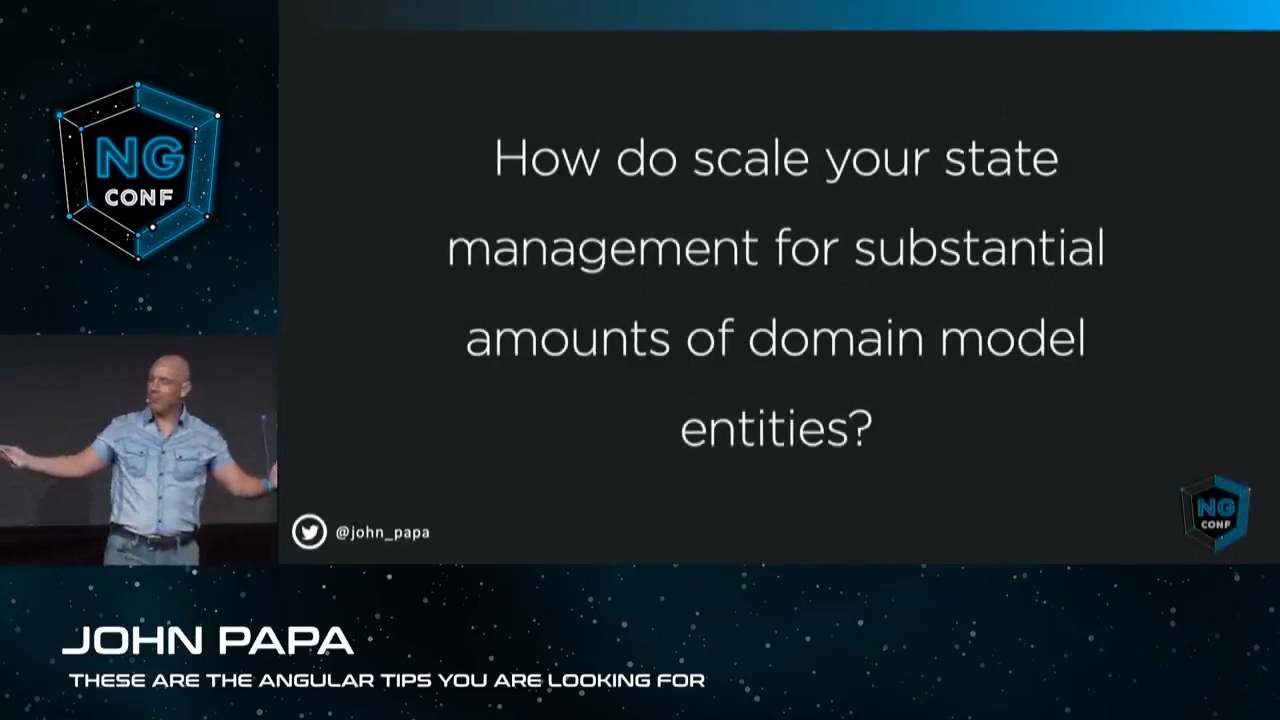 NG
CONF
How do scale your state
management for substantial
amounts of domain model
entities?
@john_papa
NG
CONF
JOHN PAPA
THESE ARE THE ANGULAR TIPS YOU ARE LOOKING FOR